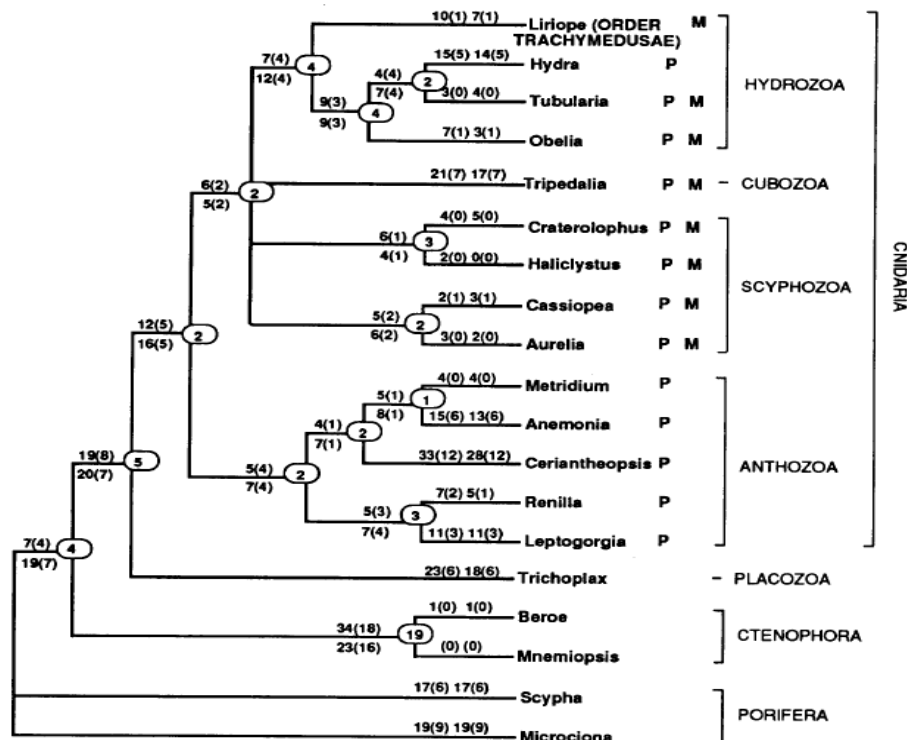 10(1) 7(1)
Liriope (ORDER TRACHYMEDUSAE) M
7(4)
12(4)
4
15(5) 14(5)
Hydra P
HYDROZOA
4(4)
7(4)
2
9(3)
9(3)
4
3(0) 4(0)
Tubularia P M
7(1) 3(1)
Obelia P M
6(2)
5(2)
2
21(7) 17(7)
Tripedalia P M
CUBOZOA
4(0) 5(0)
Craterolophus P M
6(1)
4(1)
3
2(0) 0(0)
Haliclystus P M
SCYPHOZOA
CNIDARIA
2(1) 3(1)
Cassiopea P M
5(2)
6(2)
2
3(0) 2(0)
Aurelia P M
12(5)
16(5)
2
4(0) 4(0)
Metridium P
5(1)
8(1)
1
15(6) 13(6)
Anemonia P
4(1)
7(1)
2
33(12) 28(12)
Ceriantheopsis P
ANTHOZOA
5(4)
7(4)
2
7(2) 5(1)
Renilla P
5(3)
7(4)
3
11(3) 11(3)
Leptogorgia P
19(8)
20(7)
5
23(6) 18(6)
Trichoplax
PLACOZOA
7(4)
19(7)
4
1(0) 1(0)
Beroe
34(18)
23(16)
19
CTENOPHORA
(0) (0)
Mnemiopsis
17(6) 17(6)
Scypha
PORIFERA
19(9) 19(9)
Microciona